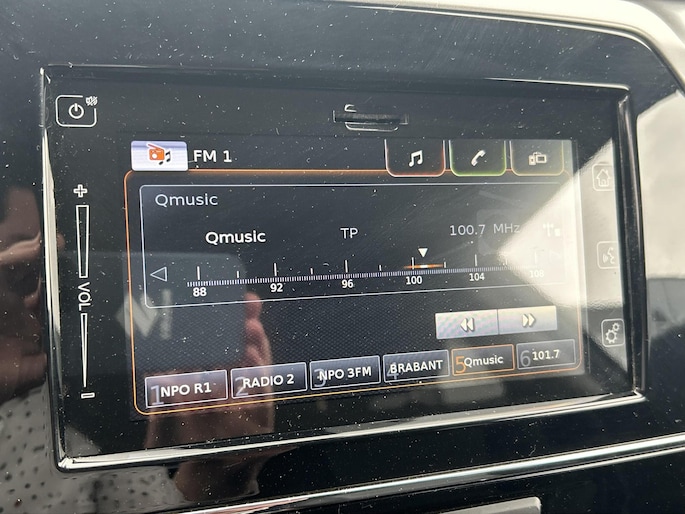 FM 1
Qmusic
Qmusic TP 100.7 MHz
88 92 96 100 104 108
VOL
1 NPO R1 2 RADIO 2 3 NPO 3FM 4 BRABANT 5 Qmusic 6 101.7